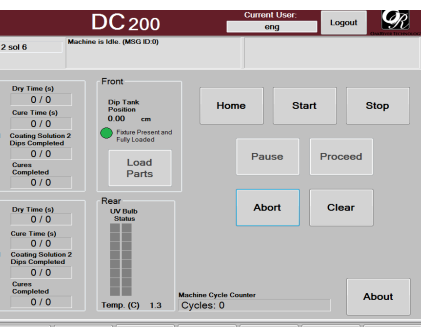 DC 200
Current User:
eng
Logout
2 sol 6
Machine is Idle. (MSG ID:0)
Dry Time (s)
0 / 0
Cure Time (s)
0 / 0
Coating Solution 2
Dips Completed
0 / 0
Cures
Completed
0 / 0
Front
Dip Tank
Position
0.00 cm
Fixture Present and
Fully Loaded
Load
Parts
Home
Start
Stop
Pause
Proceed
Abort
Clear
Dry Time (s)
0 / 0
Cure Time (s)
0 / 0
Coating Solution 2
Dips Completed
0 / 0
Cures
Completed
0 / 0
Rear
UV Bulb
Status
Temp. (C) 1.3
Machine Cycle Counter
Cycles: 0
About